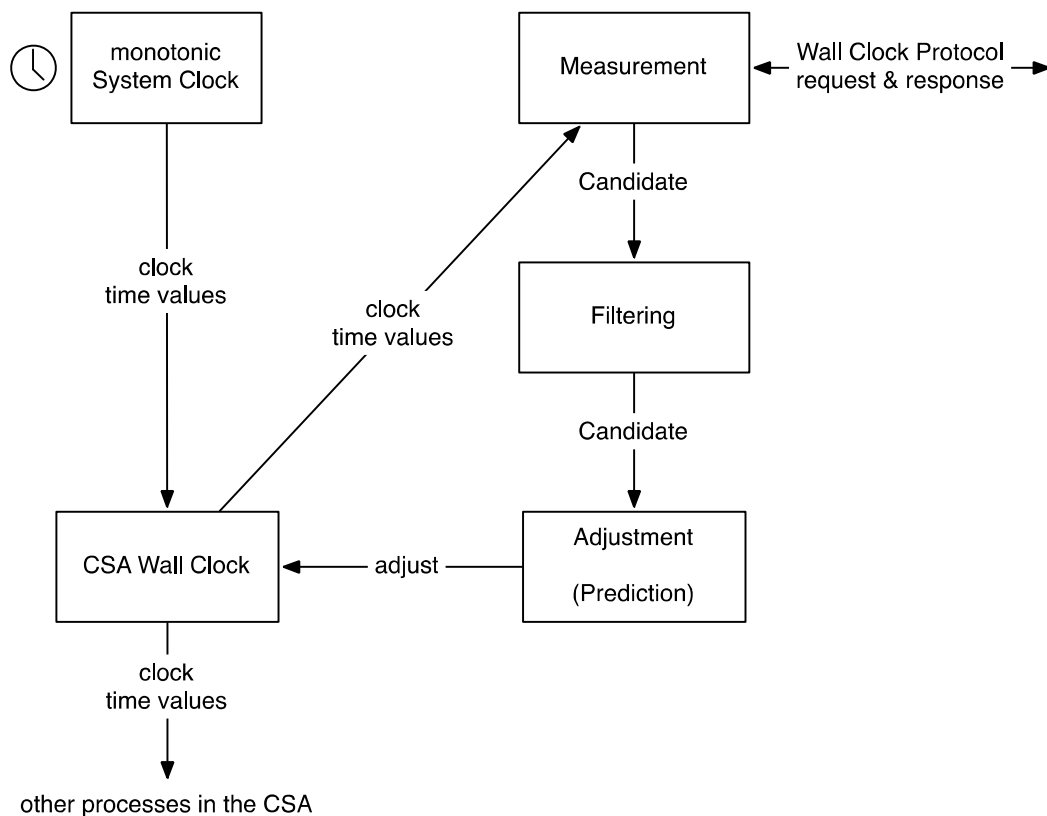 monotonic
System Clock
Measurement
Wall Clock Protocol
request & response
Candidate
clock
time values
clock
time values
Filtering
Candidate
CSA Wall Clock
adjust
Adjustment
(Prediction)
clock
time values
other processes in the CSA